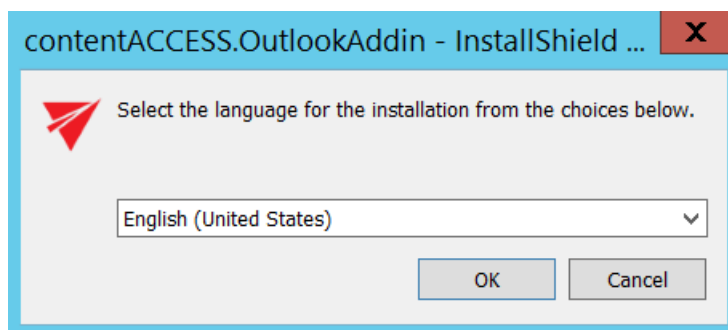 contentACCESS.OutlookAddin - InstallShield ...
X
Select the language for the installation from the choices below.
English (United States)
OK
Cancel